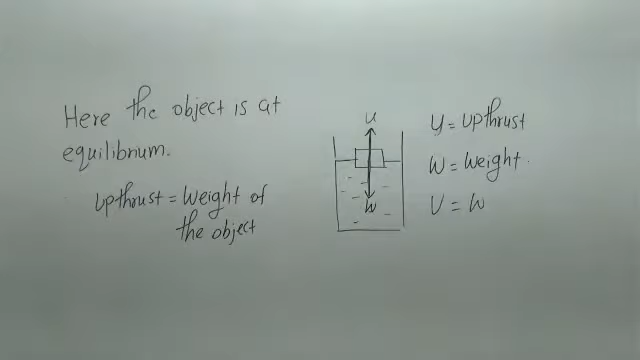 Here the object is at
equilibrium.
Upthrust = Weight of
the object
U
W
U = Upthrust
W = Weight.
U = W